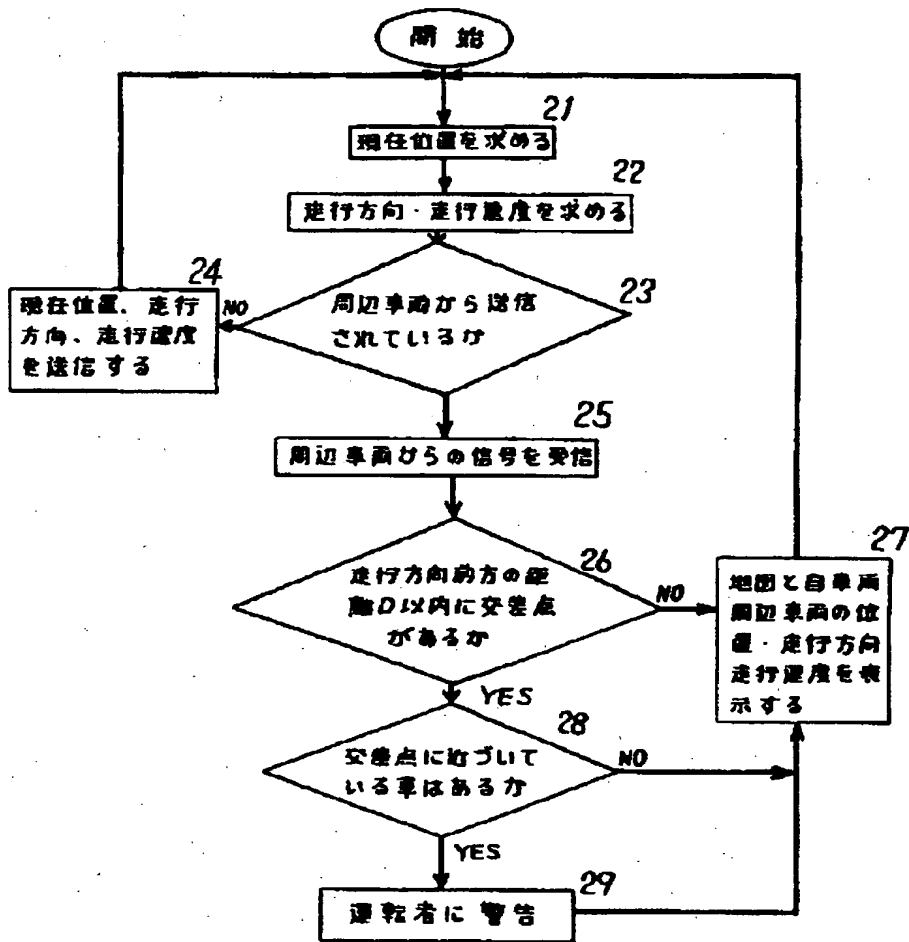 開始
21
現在位置を求める
22
走行方向・走行速度を求める
23
周辺車両から送信
されているか
NO
24
現在位置、走行
方向、走行速度
を送信する
25
周辺車両からの信号を受信
26
走行方向前方の距
離D以内に交差点
があるか
NO
27
地図と自車両
周辺車両の位
置・走行方向
走行速度を表
示する
YES
28
交差点に近づいて
いる車はあるか
NO
YES
29
運転者に警告